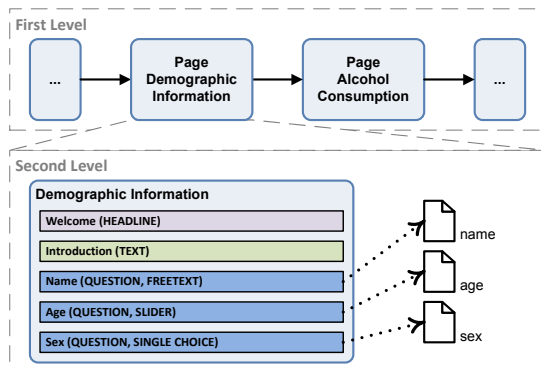 First Level
...
Page
Demographic
Information
Page
Alcohol
Consumption
...
Second Level
Demographic Information
Welcome (HEADLINE)
Introduction (TEXT)
Name (QUESTION, FREETEXT)
Age (QUESTION, SLIDER)
Sex (QUESTION, SINGLE CHOICE)
name
age
sex